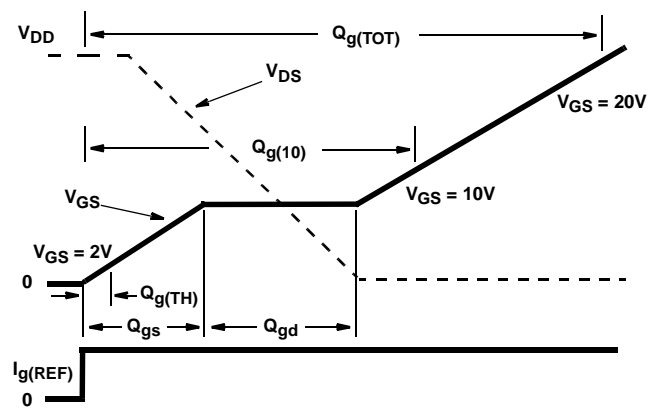 V_DD
Q_g(TOT)
V_DS
V_GS = 20V
Q_g(10)
V_GS
V_GS = 10V
V_GS = 2V
0
Q_g(TH)
Q_gs
Q_gd
I_g(REF)
0